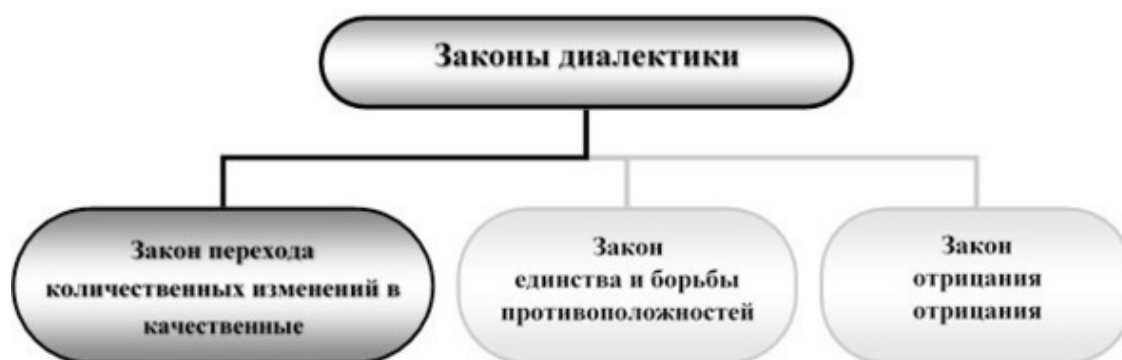 Законы диалектики
Закон перехода
количественных изменений в
качественные
Закон
единства и борьбы
противоположностей
Закон
отрицания
отрицания